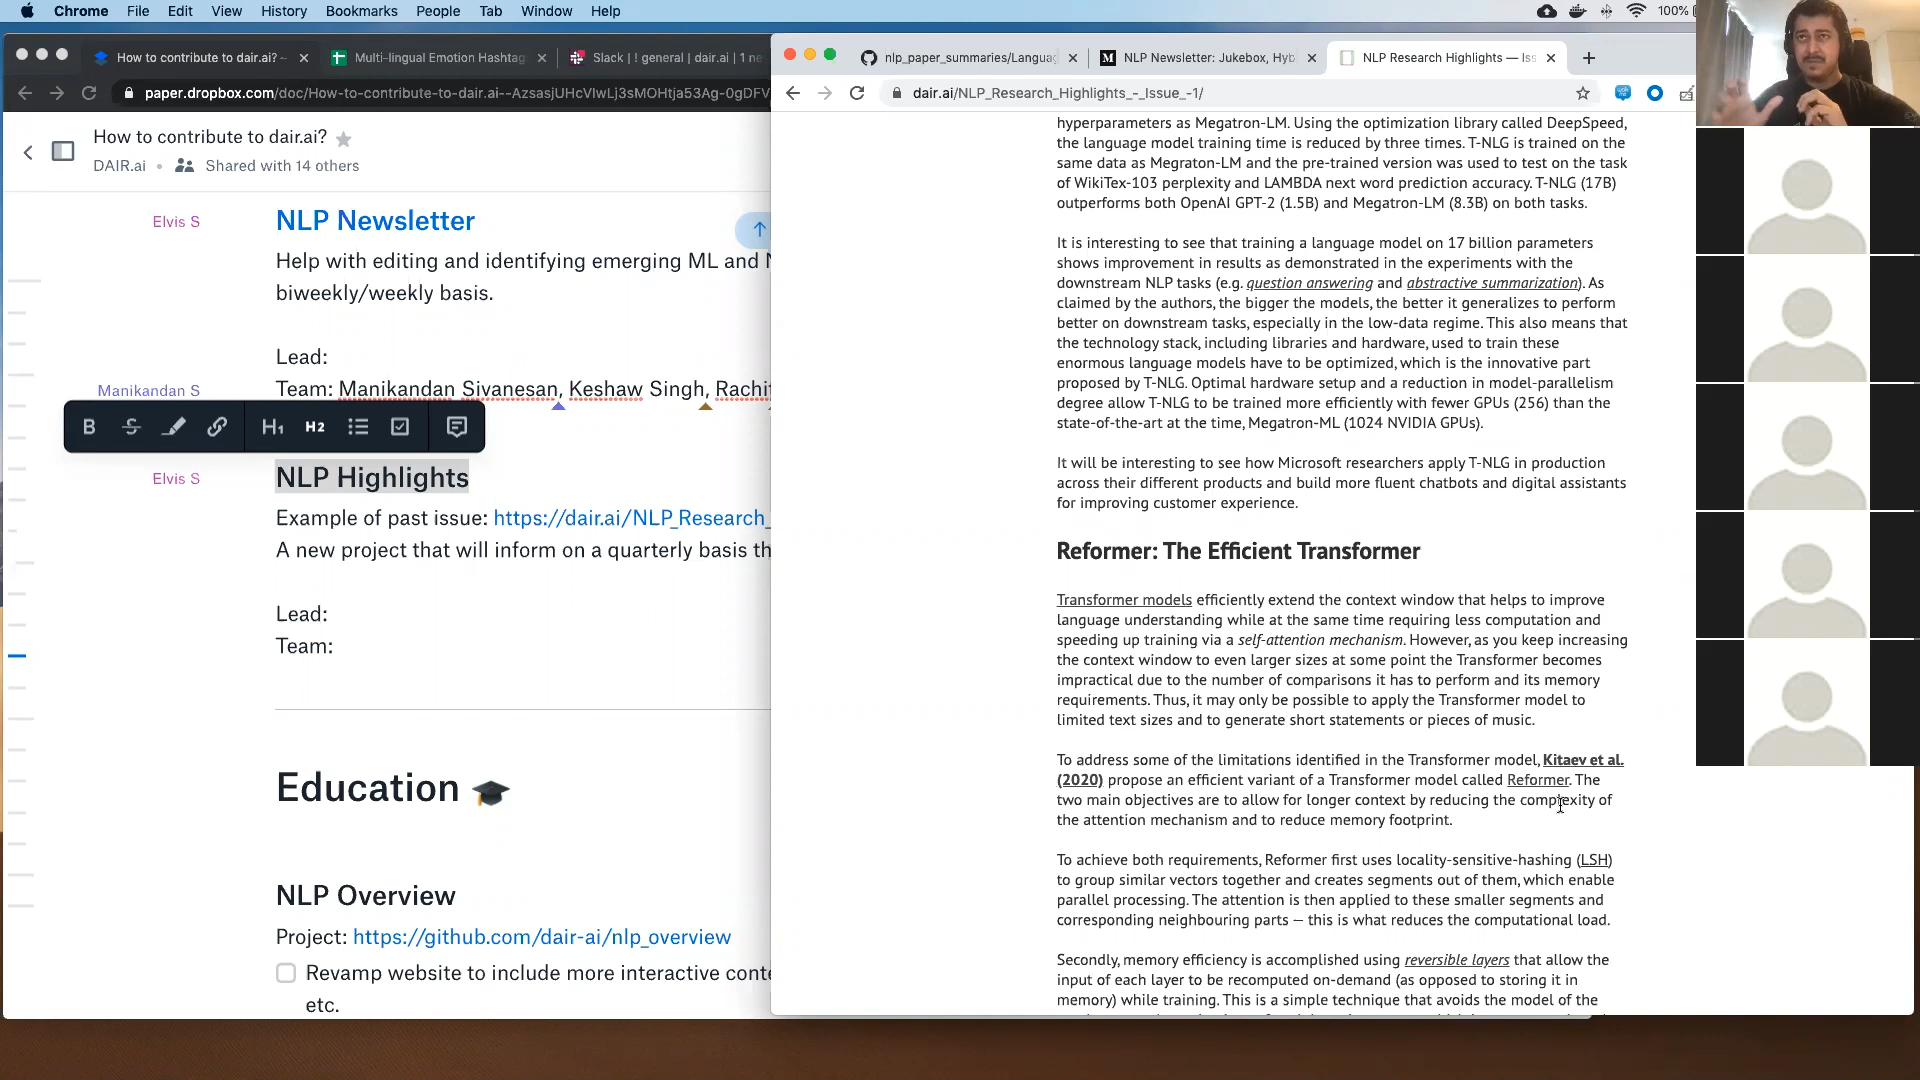 Chrome File Edit View History Bookmarks People Tab Window Help
100%
How to contribute to dair.ai? ~
Multi-lingual Emotion Hashtag
Slack | ! general | dair.ai | 1 ne
paper.dropbox.com/doc/How-to-contribute-to-dair.ai--AzsasjUHcVIwLj3sMOHtja53Ag-0gDFV
How to contribute to dair.ai?
DAIR.ai • Shared with 14 others
Elvis S
NLP Newsletter
Help with editing and identifying emerging ML and N
biweekly/weekly basis.
Lead:
Manikandan S
Team: Manikandan Sivanesan, Keshaw Singh, Rachit
B S H1 H2
Elvis S
NLP Highlights
Example of past issue: https://dair.ai/NLP_Research_
A new project that will inform on a quarterly basis th
Lead:
Team:
Education
NLP Overview
Project: https://github.com/dair-ai/nlp_overview
Revamp website to include more interactive conte
etc.
nlp_paper_summaries/Langua
NLP Newsletter: Jukebox, Hyb
NLP Research Highlights — Iss
dair.ai/NLP_Research_Highlights_-_Issue_-1/
hyperparameters as Megatron-LM. Using the optimization library called DeepSpeed,
the language model training time is reduced by three times. T-NLG is trained on the
same data as Megraton-LM and the pre-trained version was used to test on the task
of WikiTex-103 perplexity and LAMBDA next word prediction accuracy. T-NLG (17B)
outperforms both OpenAI GPT-2 (1.5B) and Megatron-LM (8.3B) on both tasks.
It is interesting to see that training a language model on 17 billion parameters
shows improvement in results as demonstrated in the experiments with the
downstream NLP tasks (e.g. question answering and abstractive summarization). As
claimed by the authors, the bigger the models, the better it generalizes to perform
better on downstream tasks, especially in the low-data regime. This also means that
the technology stack, including libraries and hardware, used to train these
enormous language models have to be optimized, which is the innovative part
proposed by T-NLG. Optimal hardware setup and a reduction in model-parallelism
degree allow T-NLG to be trained more efficiently with fewer GPUs (256) than the
state-of-the-art at the time, Megatron-ML (1024 NVIDIA GPUs).
It will be interesting to see how Microsoft researchers apply T-NLG in production
across their different products and build more fluent chatbots and digital assistants
for improving customer experience.
Reformer: The Efficient Transformer
Transformer models efficiently extend the context window that helps to improve
language understanding while at the same time requiring less computation and
speeding up training via a self-attention mechanism. However, as you keep increasing
the context window to even larger sizes at some point the Transformer becomes
impractical due to the number of comparisons it has to perform and its memory
requirements. Thus, it may only be possible to apply the Transformer model to
limited text sizes and to generate short statements or pieces of music.
To address some of the limitations identified in the Transformer model, Kitaev et al.
(2020) propose an efficient variant of a Transformer model called Reformer. The
two main objectives are to allow for longer context by reducing the complexity of
the attention mechanism and to reduce memory footprint.
To achieve both requirements, Reformer first uses locality-sensitive-hashing (LSH)
to group similar vectors together and creates segments out of them, which enable
parallel processing. The attention is then applied to these smaller segments and
corresponding neighbouring parts — this is what reduces the computational load.
Secondly, memory efficiency is accomplished using reversible layers that allow the
input of each layer to be recomputed on-demand (as opposed to storing it in
memory) while training. This is a simple technique that avoids the model of the